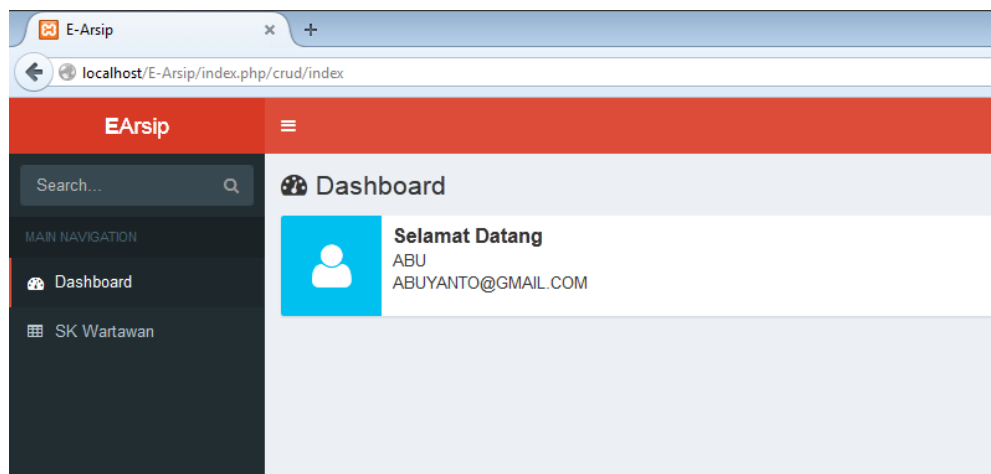 E-Arsip
localhost/E-Arsip/index.php/crud/index
EArsip
Search...
MAIN NAVIGATION
Dashboard
SK Wartawan
Dashboard
Selamat Datang
ABU
ABUYANTO@GMAIL.COM